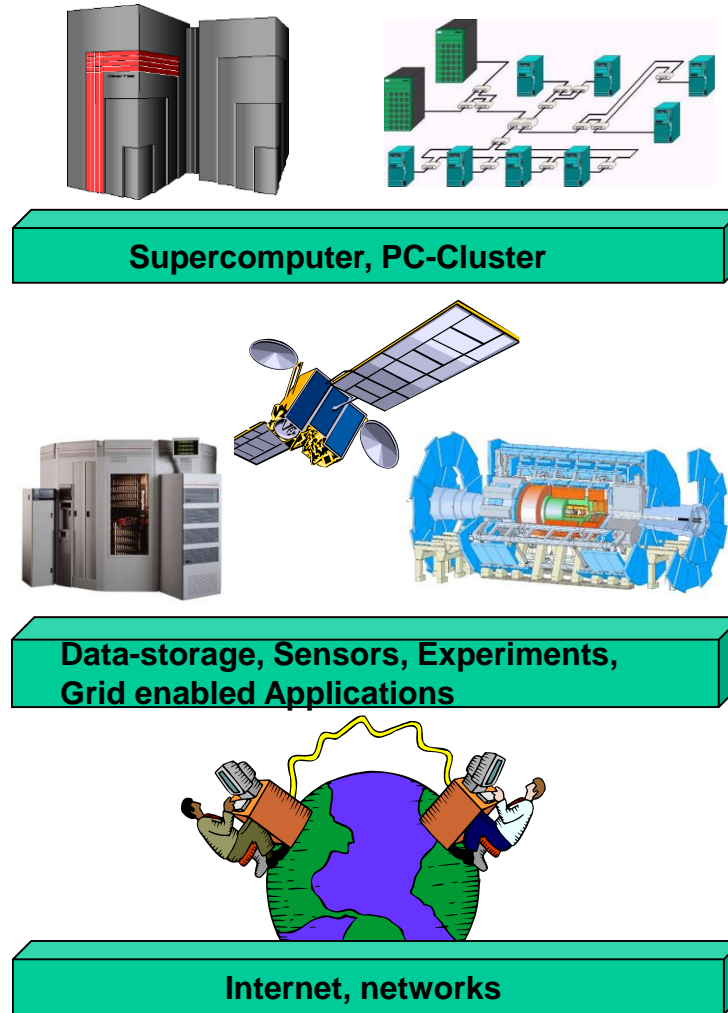 Supercomputer, PC-Cluster
Data-storage, Sensors, Experiments,
Grid enabled Applications
Internet, networks